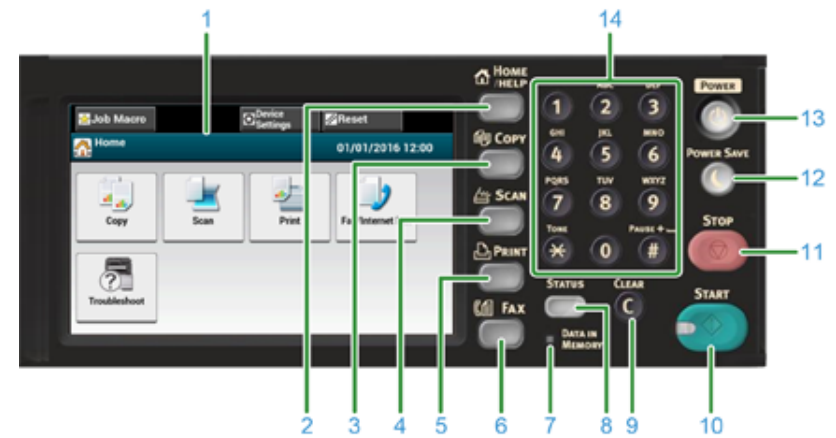 1
14
HOME
/HELP
POWER
Job Macro
Device
Settings
Reset
Home
01/01/2016 12:00
COPY
SCAN
PRINT
FAX
Copy
Scan
Print
Troubleshoot
ABC
DEF
1
2
3
GHI
JKL
MNO
4
5
6
PQRS
TUV
WXYZ
7
8
9
TONE
PAUSE +
*
0
#
13
POWER SAVE
12
STOP
11
STATUS
CLEAR
C
START
DATA IN
MEMORY
2
3
4
5
6
7
8
9
10